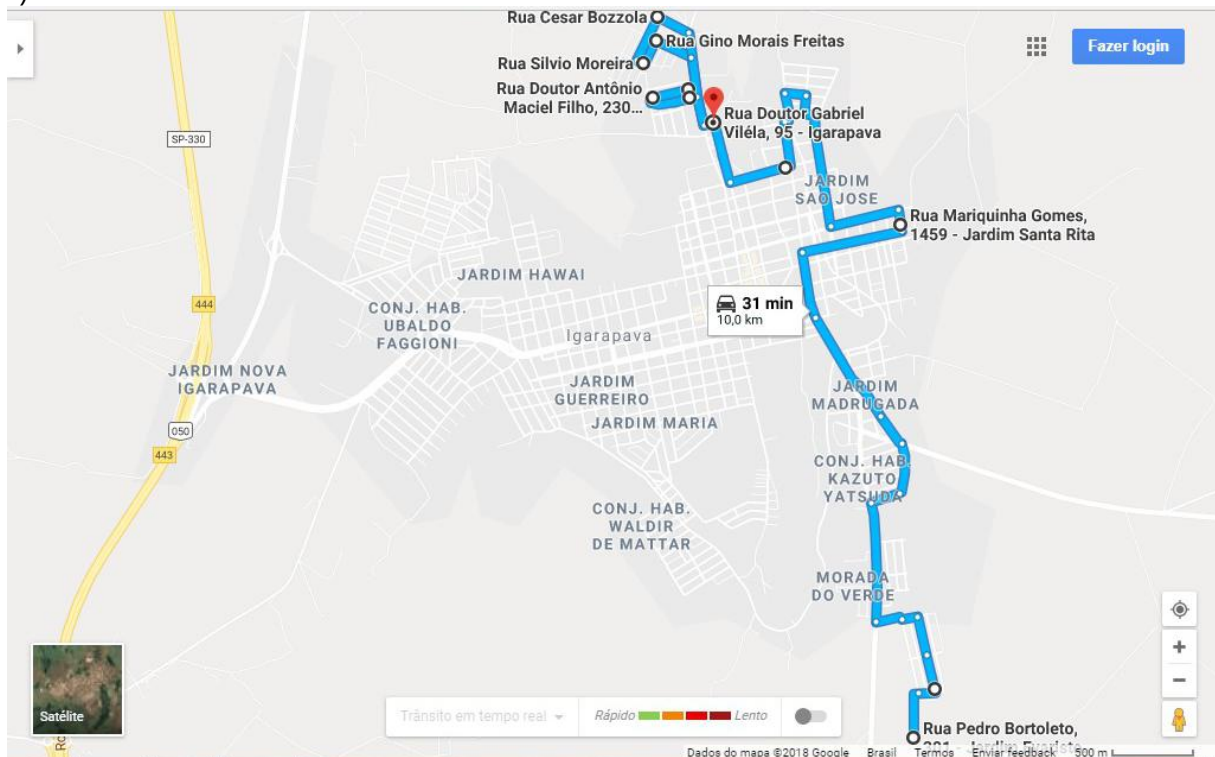 Rua Cesar Bozzola
Rua Gino Morais Freitas
Rua Silvio Moreira
Rua Doutor Antônio
Maciel Filho, 230...
Rua Doutor Gabriel
Viléla, 95 - Igarapava
Fazer login
SP-330
JARDIM
SAO JOSE
Rua Mariquinha Gomes,
1459 - Jardim Santa Rita
JARDIM HAWAI
444
CONJ. HAB.
UBALDO
FAGGIONI
31 min
10,0 km
Igarapava
JARDIM NOVA
IGARAPAVA
JARDIM
GUERREIRO
JARDIM
MADRUGADA
JARDIM MARIA
050
443
CONJ. HAB.
KAZUTO
YATSUDA
CONJ. HAB.
WALDIR
DE MATTAR
MORADA
DO VERDE
Satélite
Trânsito em tempo real
Rápido
Lento
Rua Pedro Bortoleto,
Dados do mapa ©2018 Google Brasil Termos Enviar feedback 500 m